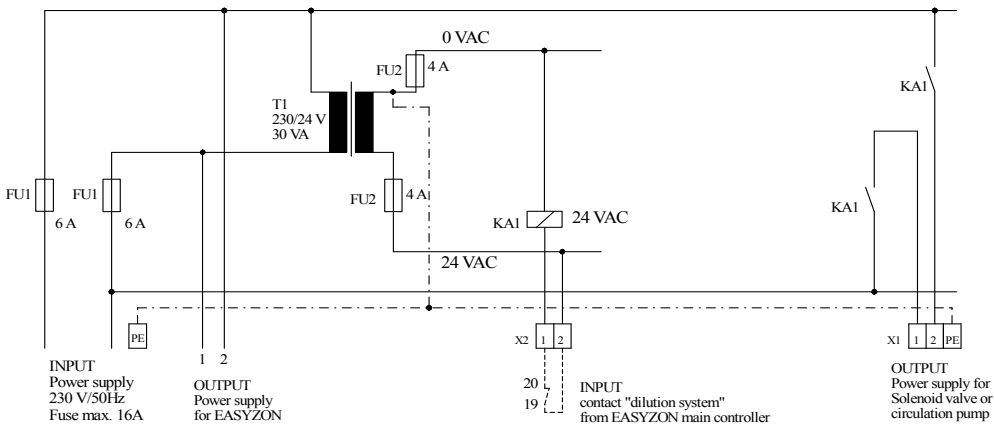 0 VAC
FU2
4 A
T1
230/24 V
30 VA
KA1
FU1
6 A
FU1
6 A
FU2
4 A
KA1
24 VAC
KA1
24 VAC
PE
1 2
X2 1 2
X1 1 2 PE
INPUT
Power supply
230 V/50Hz
Fuse max. 16A
OUTPUT
Power supply
for EASYZON
20
19
INPUT
contact "dilution system"
from EASYZON main controller
OUTPUT
Power supply for
Solenoid valve or
circulation pump